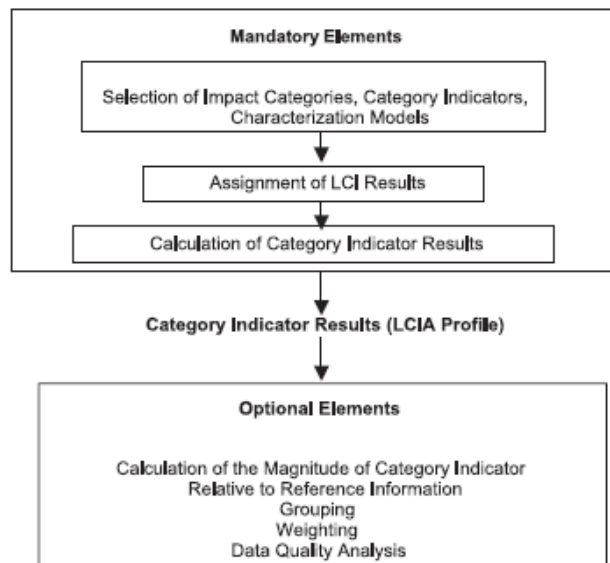 Mandatory Elements
Selection of Impact Categories, Category Indicators,
Characterization Models
Assignment of LCI Results
Calculation of Category Indicator Results
Category Indicator Results (LCIA Profile)
Optional Elements
Calculation of the Magnitude of Category Indicator
Relative to Reference Information
Grouping
Weighting
Data Quality Analysis